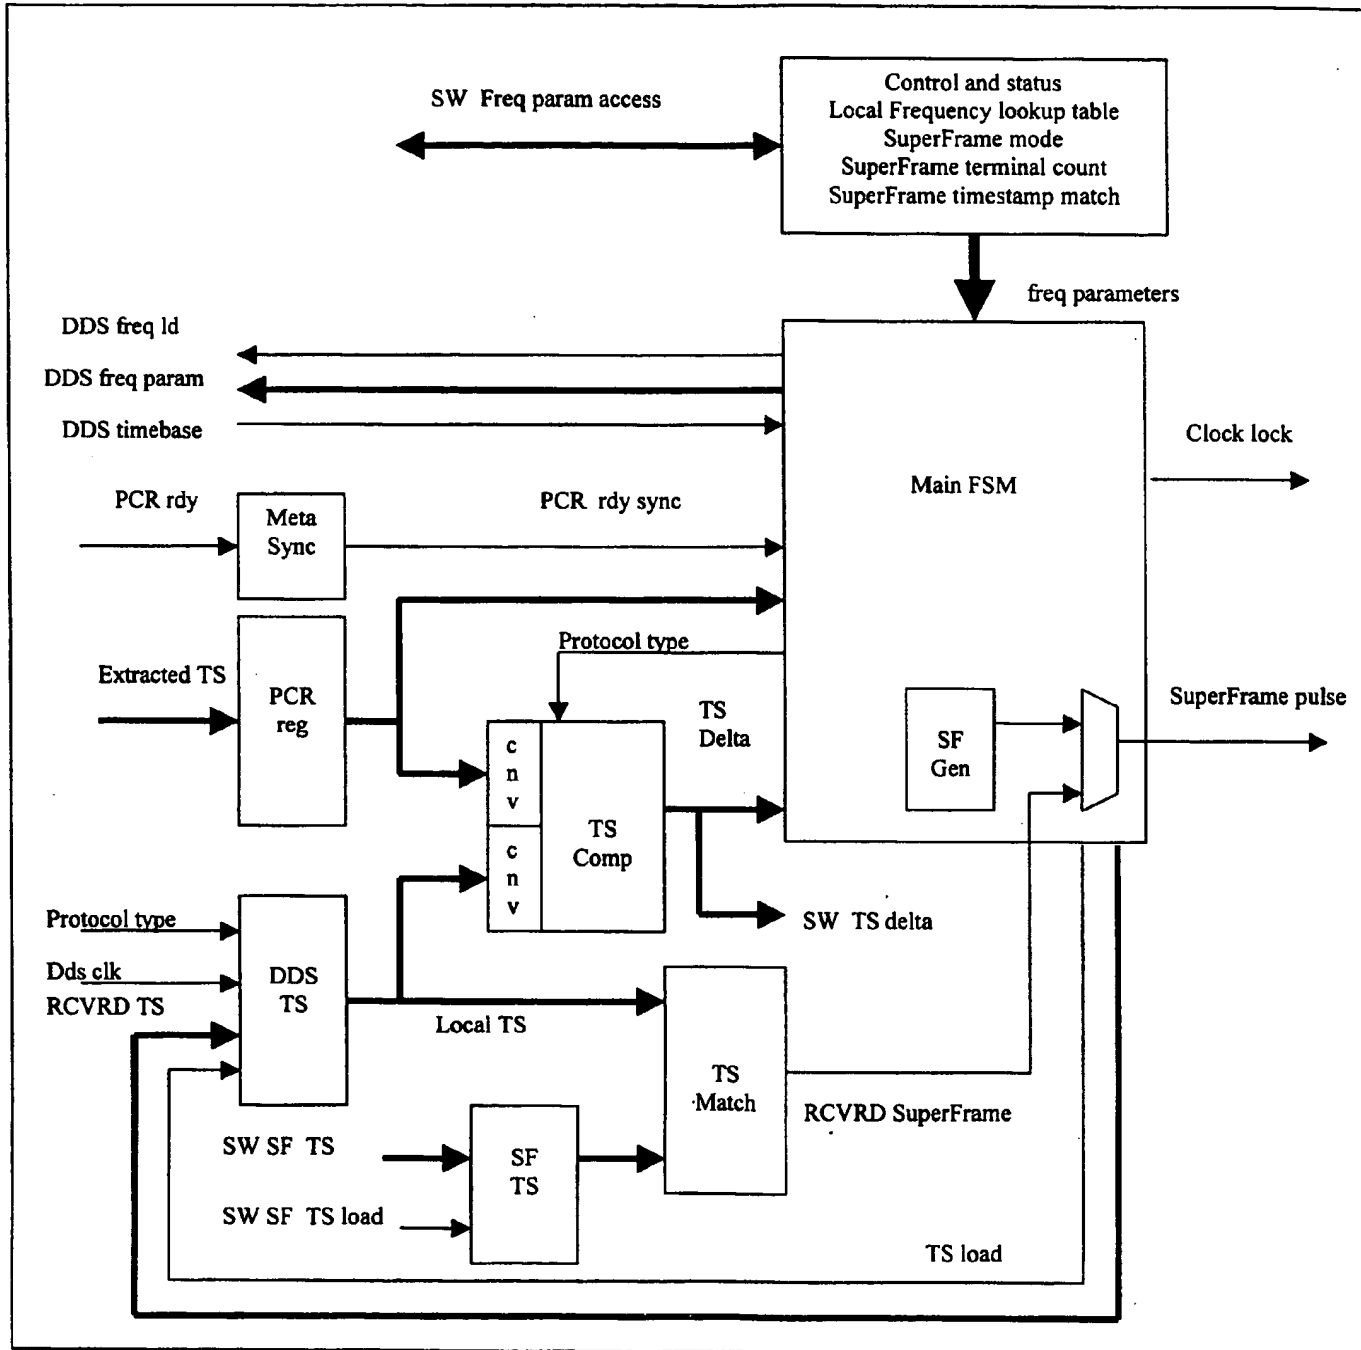 SW Freq param access
Control and status
Local Frequency lookup table
SuperFrame mode
SuperFrame terminal count
SuperFrame timestamp match
freq parameters
DDS freq ld
DDS freq param
DDS timebase
Clock lock
Main FSM
PCR rdy
Meta
Sync
PCR rdy sync
Protocol type
Extracted TS
PCR
reg
TS
Delta
SuperFrame pulse
SF
Gen
c
n
v
TS
Comp
c
n
v
SW TS delta
Protocol type
Dds clk
RCVRD TS
DDS
TS
Local TS
TS
Match
RCVRD SuperFrame
SW SF TS
SF
TS
SW SF TS load
TS load